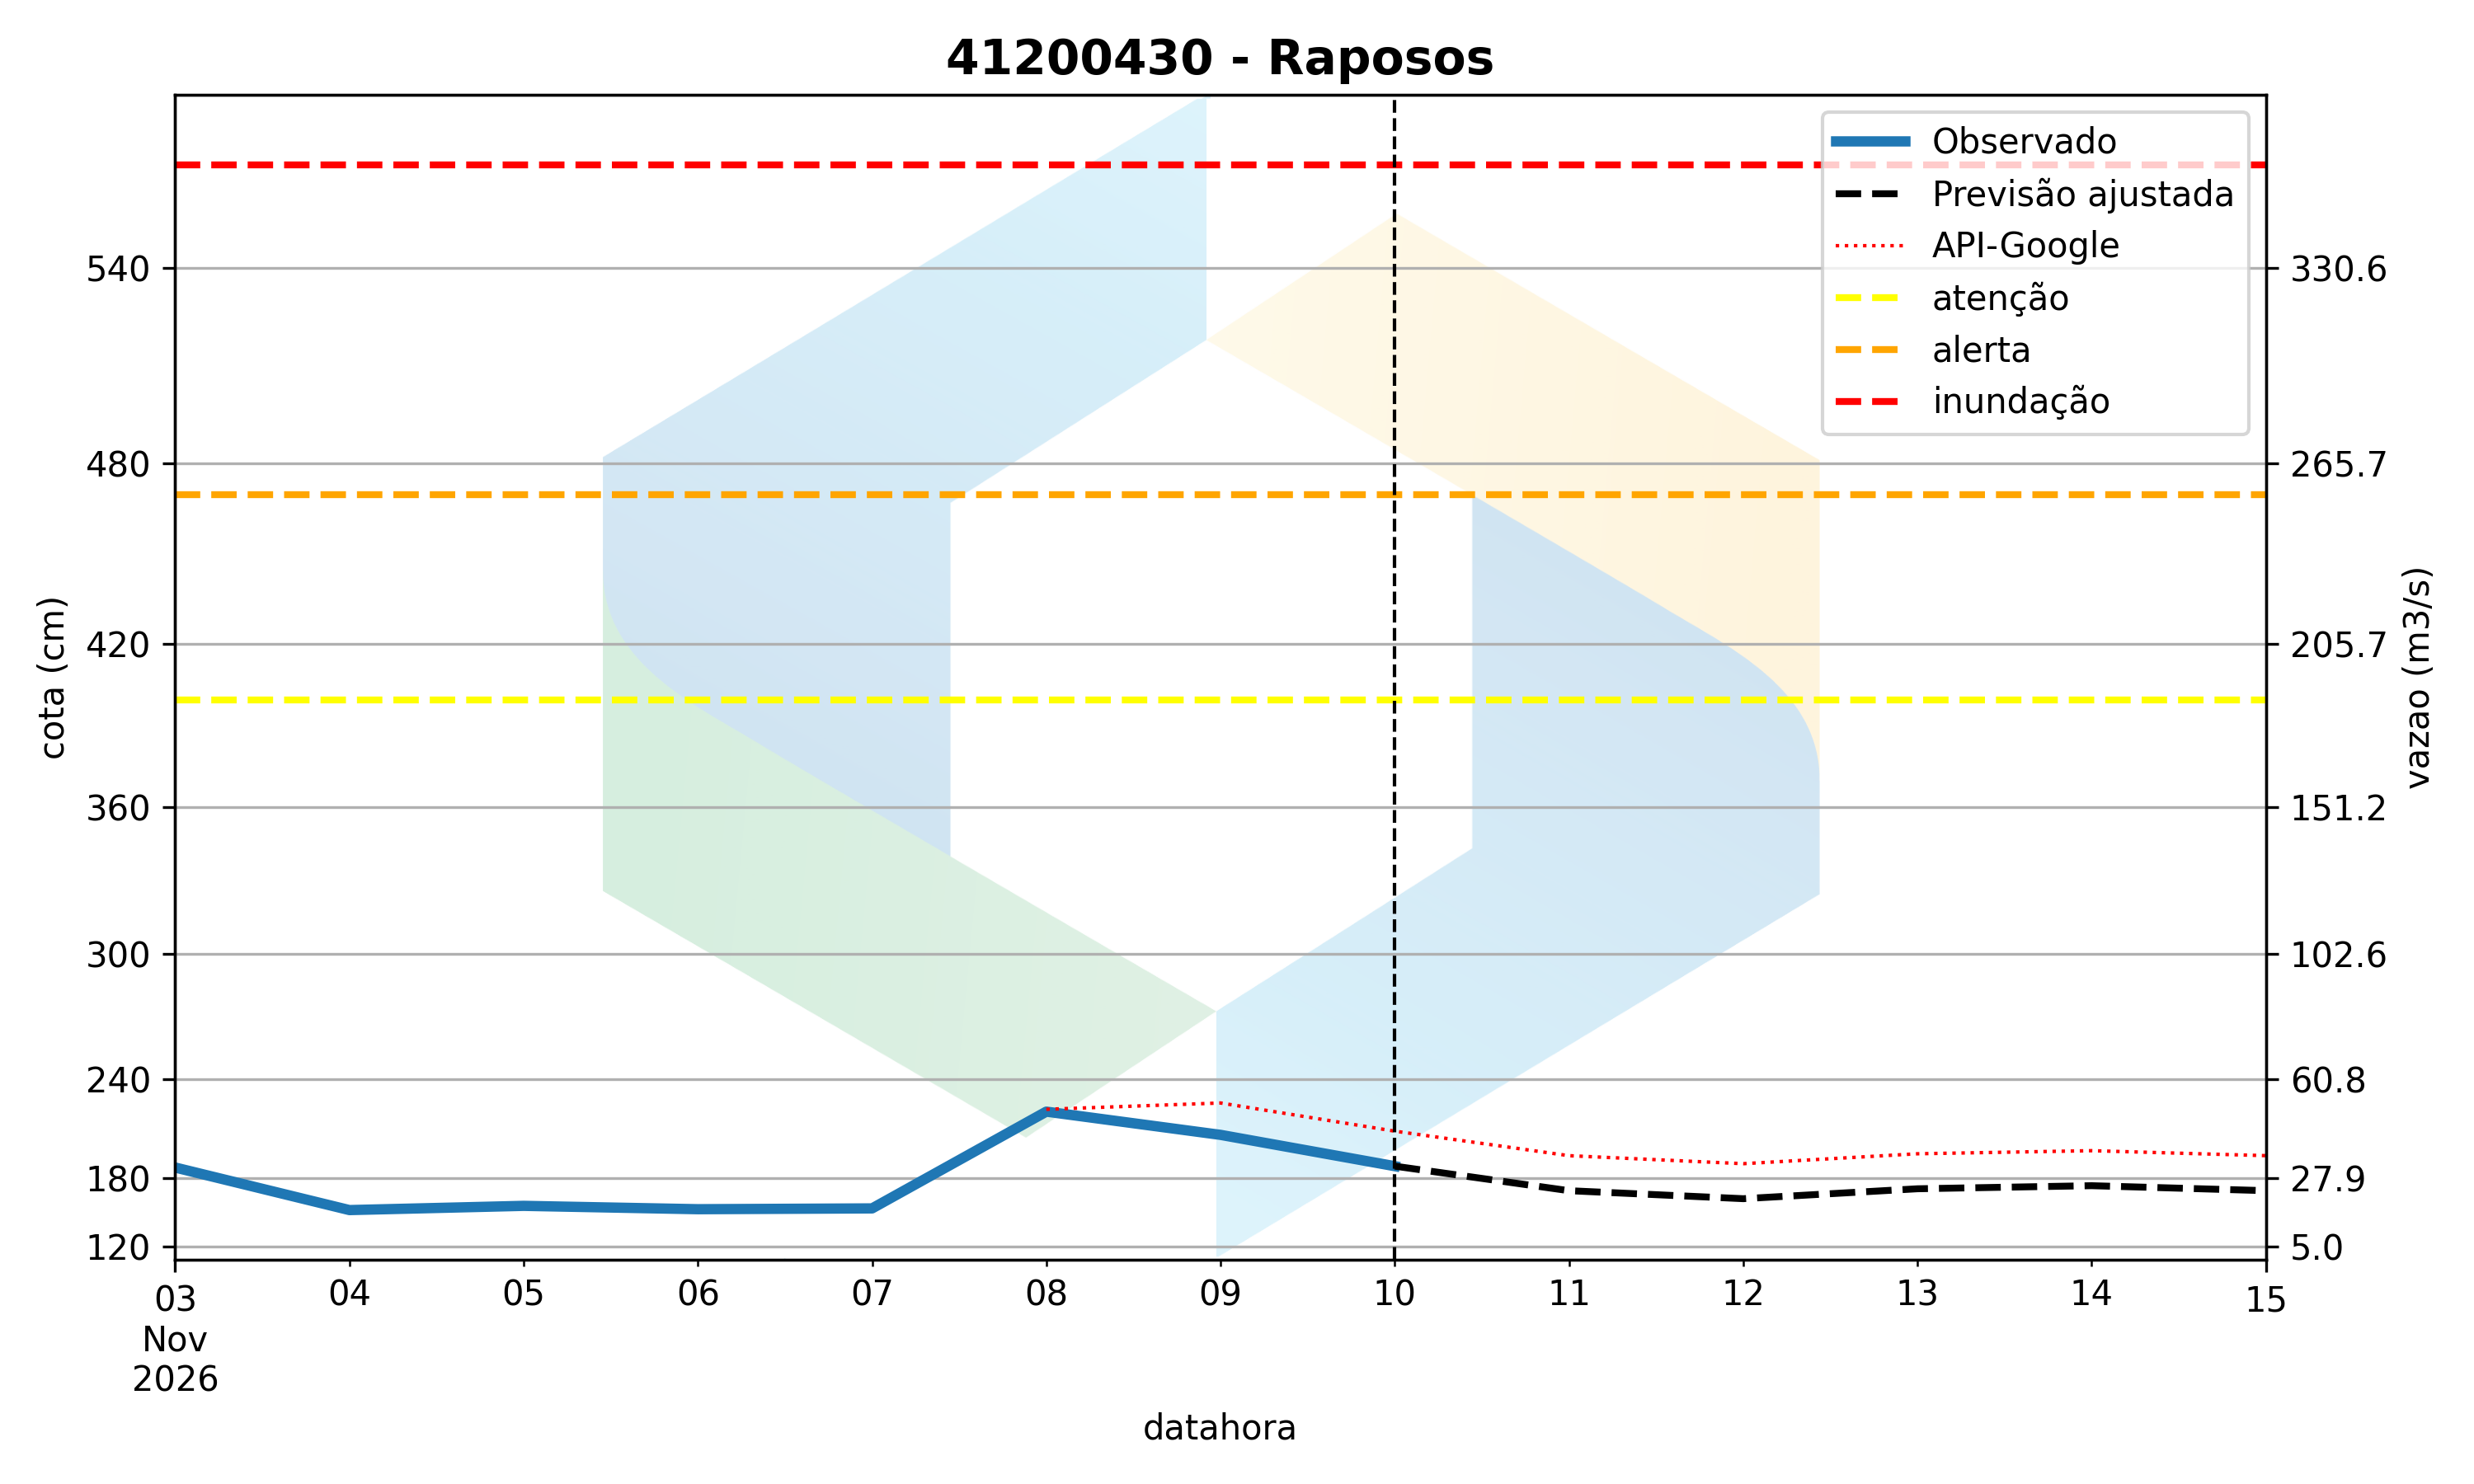 41200430 - Raposos
Observado
Previsão ajustada
API-Google
atenção
alerta
inundação
540
480
420
360
300
240
180
120
cota (cm)
330.6
265.7
205.7
151.2
102.6
60.8
27.9
5.0
vazao (m3/s)
03 04 05 06 07 08 09 10 11 12 13 14 15
Nov
2026
datahora